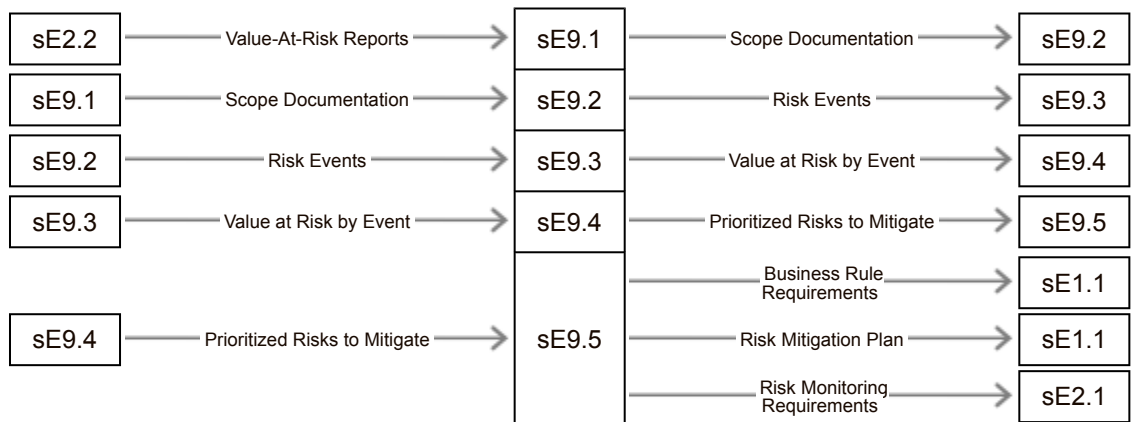 sE2.2 Value-At-Risk Reports sE9.1 Scope Documentation sE9.2
sE9.1 Scope Documentation sE9.2 Risk Events sE9.3
sE9.2 Risk Events sE9.3 Value at Risk by Event sE9.4
sE9.3 Value at Risk by Event sE9.4 Prioritized Risks to Mitigate sE9.5
Business Rule
Requirements
sE1.1
sE9.4 Prioritized Risks to Mitigate sE9.5 Risk Mitigation Plan sE1.1
Risk Monitoring
Requirements
sE2.1